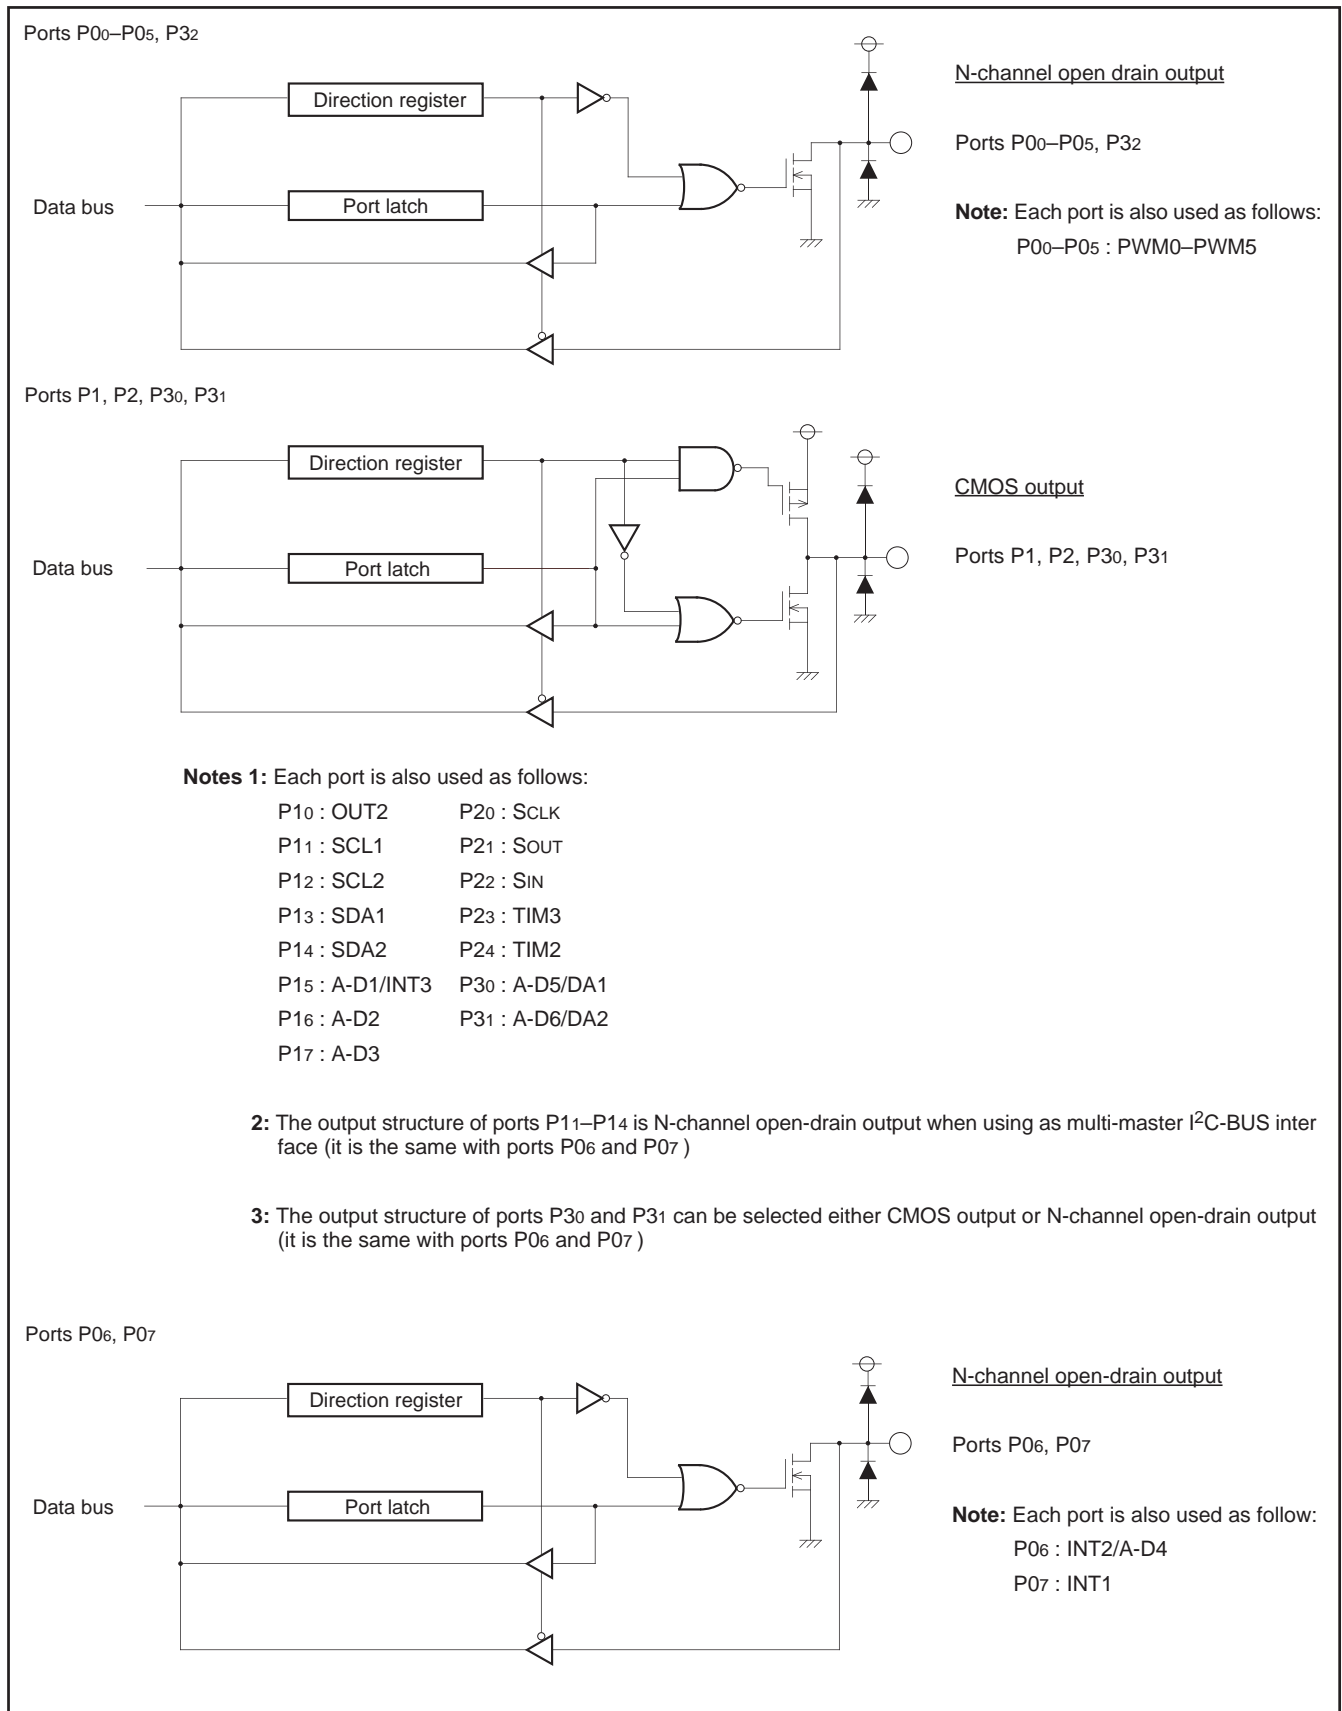 Ports P00–P05, P32
Direction register
N-channel open drain output
Ports P00–P05, P32
Data bus
Port latch
Note: Each port is also used as follows:
P00–P05 : PWM0–PWM5
Ports P1, P2, P30, P31
Direction register
CMOS output
Ports P1, P2, P30, P31
Data bus
Port latch
Notes 1: Each port is also used as follows:
P10 : OUT2 P20 : SCLK
P11 : SCL1 P21 : SOUT
P12 : SCL2 P22 : SIN
P13 : SDA1 P23 : TIM3
P14 : SDA2 P24 : TIM2
P15 : A-D1/INT3 P30 : A-D5/DA1
P16 : A-D2 P31 : A-D6/DA2
P17 : A-D3
2: The output structure of ports P11–P14 is N-channel open-drain output when using as multi-master I2C-BUS inter
face (it is the same with ports P06 and P07 )
3: The output structure of ports P30 and P31 can be selected either CMOS output or N-channel open-drain output
(it is the same with ports P06 and P07 )
Ports P06, P07
Direction register
N-channel open-drain output
Ports P06, P07
Data bus
Port latch
Note: Each port is also used as follow:
P06 : INT2/A-D4
P07 : INT1